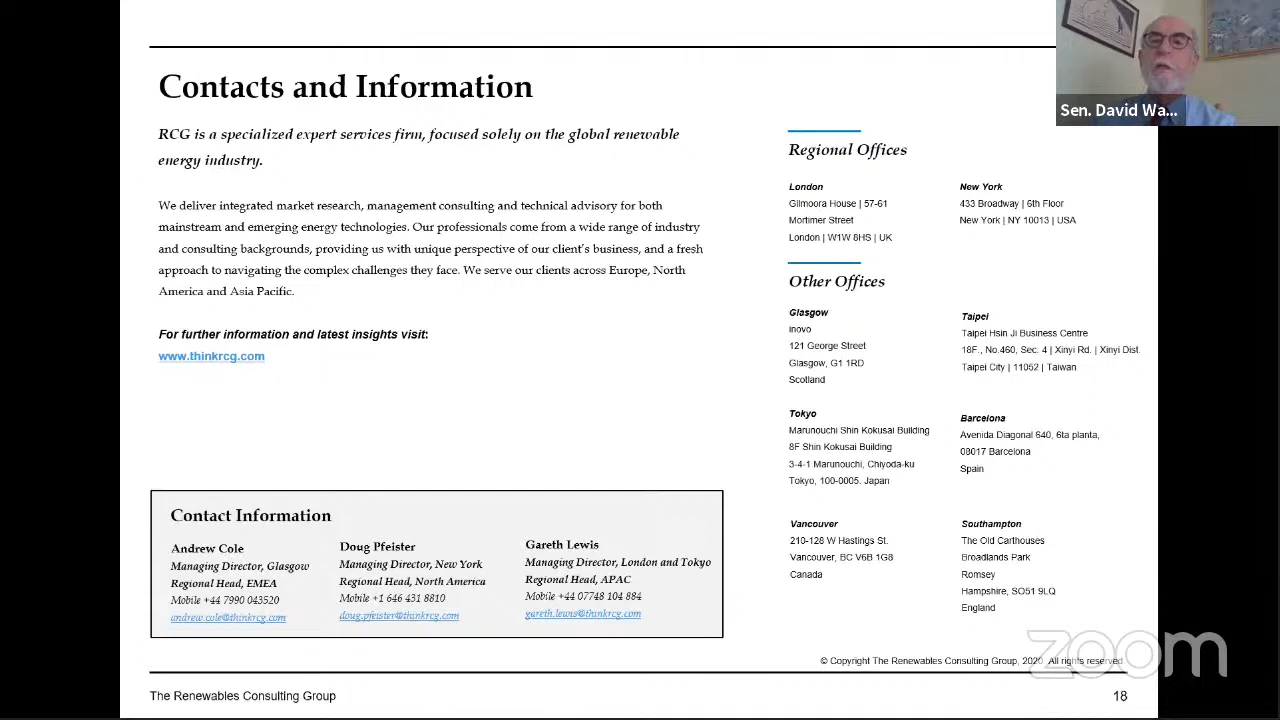 Contacts and Information
RCG is a specialized expert services firm, focused solely on the global renewable
energy industry.
We deliver integrated market research, management consulting and technical advisory for both
mainstream and emerging energy technologies. Our professionals come from a wide range of industry
and consulting backgrounds, providing us with unique perspective of our client's business, and a fresh
approach to navigating the complex challenges they face. We serve our clients across Europe, North
America and Asia Pacific.
For further information and latest insights visit:
www.thinkrcg.com
Contact Information
Andrew Cole
Managing Director, Glasgow
Regional Head, EMEA
Mobile +44 7990 043520
andrew.cole@thinkrcg.com
Doug Pfeister
Managing Director, New York
Regional Head, North America
Mobile +1 646 431 8810
doug.pfeister@thinkrcg.com
Gareth Lewis
Managing Director, London and Tokyo
Regional Head, APAC
Mobile +44 07748 104 884
gareth.lewis@thinkrcg.com
Sen. David Wa...
Regional Offices
London
Gilmoora House | 57-61
Mortimer Street
London | W1W 8HS | UK
New York
433 Broadway | 6th Floor
New York | NY 10013 | USA
Other Offices
Glasgow
inovo
121 George Street
Glasgow, G1 1RD
Scotland
Taipei
Taipei Hsin Ji Business Centre
18F., No.460, Sec. 4 | Xinyi Rd. | Xinyi Dist.
Taipei City | 11052 | Taiwan
Tokyo
Marunouchi Shin Kokusai Building
8F Shin Kokusai Building
3-4-1 Marunouchi, Chiyoda-ku
Tokyo, 100-0005. Japan
Barcelona
Avenida Diagonal 640, 6ta planta,
08017 Barcelona
Spain
Vancouver
210-128 W Hastings St.
Vancouver, BC V6B 1G8
Canada
Southampton
The Old Carthouses
Broadlands Park
Romsey
Hampshire, SO51 9LQ
England
zoom
© Copyright The Renewables Consulting Group, 2020. All rights reserved.
The Renewables Consulting Group
18